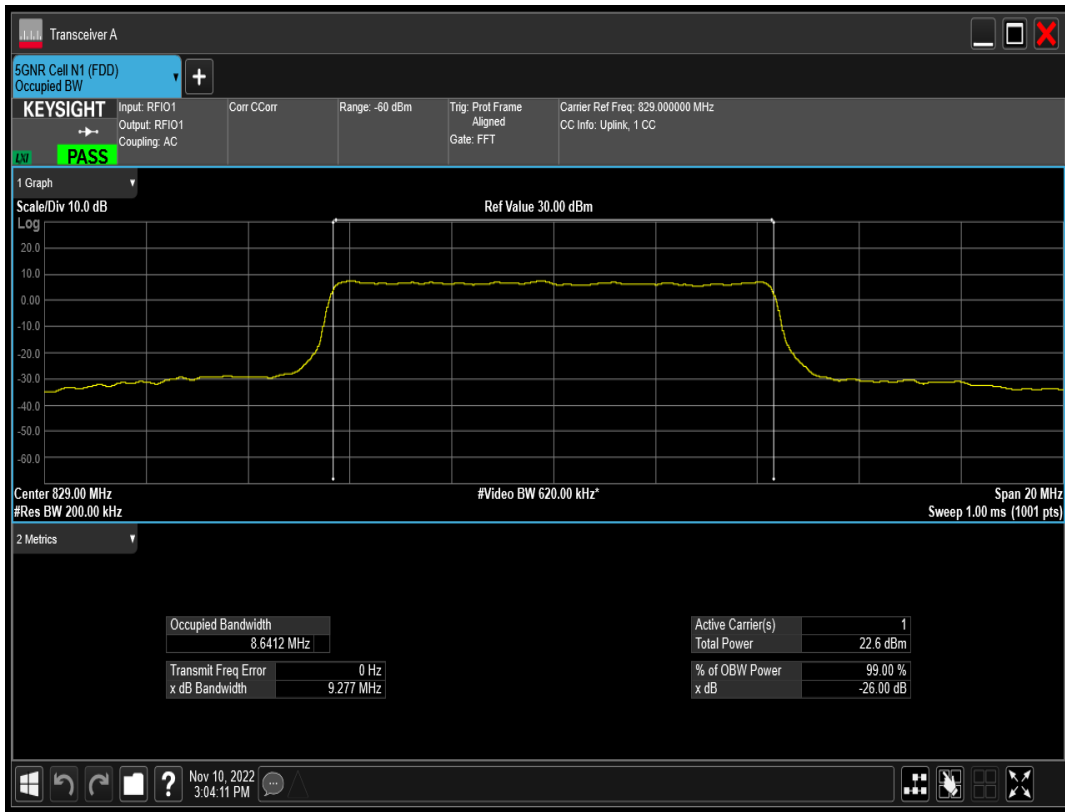 Transceiver A
5GNR Cell N1 (FDD)
Occupied BW
KEYSIGHT
LXI
PASS
Input: RFIO1
Output: RFIO1
Coupling: AC
Corr CCorr
Range: -60 dBm
Trig: Prot Frame
Aligned
Gate: FFT
Carrier Ref Freq: 829.000000 MHz
CC Info: Uplink, 1 CC
1 Graph
Scale/Div 10.0 dB
Ref Value 30.00 dBm
Log
20.0
10.0
0.00
-10.0
-20.0
-30.0
-40.0
-50.0
-60.0
Center 829.00 MHz
#Video BW 620.00 kHz*
Span 20 MHz
#Res BW 200.00 kHz
Sweep 1.00 ms (1001 pts)
2 Metrics
Occupied Bandwidth
8.6412 MHz
Transmit Freq Error 0 Hz
x dB Bandwidth 9.277 MHz
Active Carrier(s) 1
Total Power 22.6 dBm
% of OBW Power 99.00 %
x dB -26.00 dB
?
Nov 10, 2022
3:04:11 PM